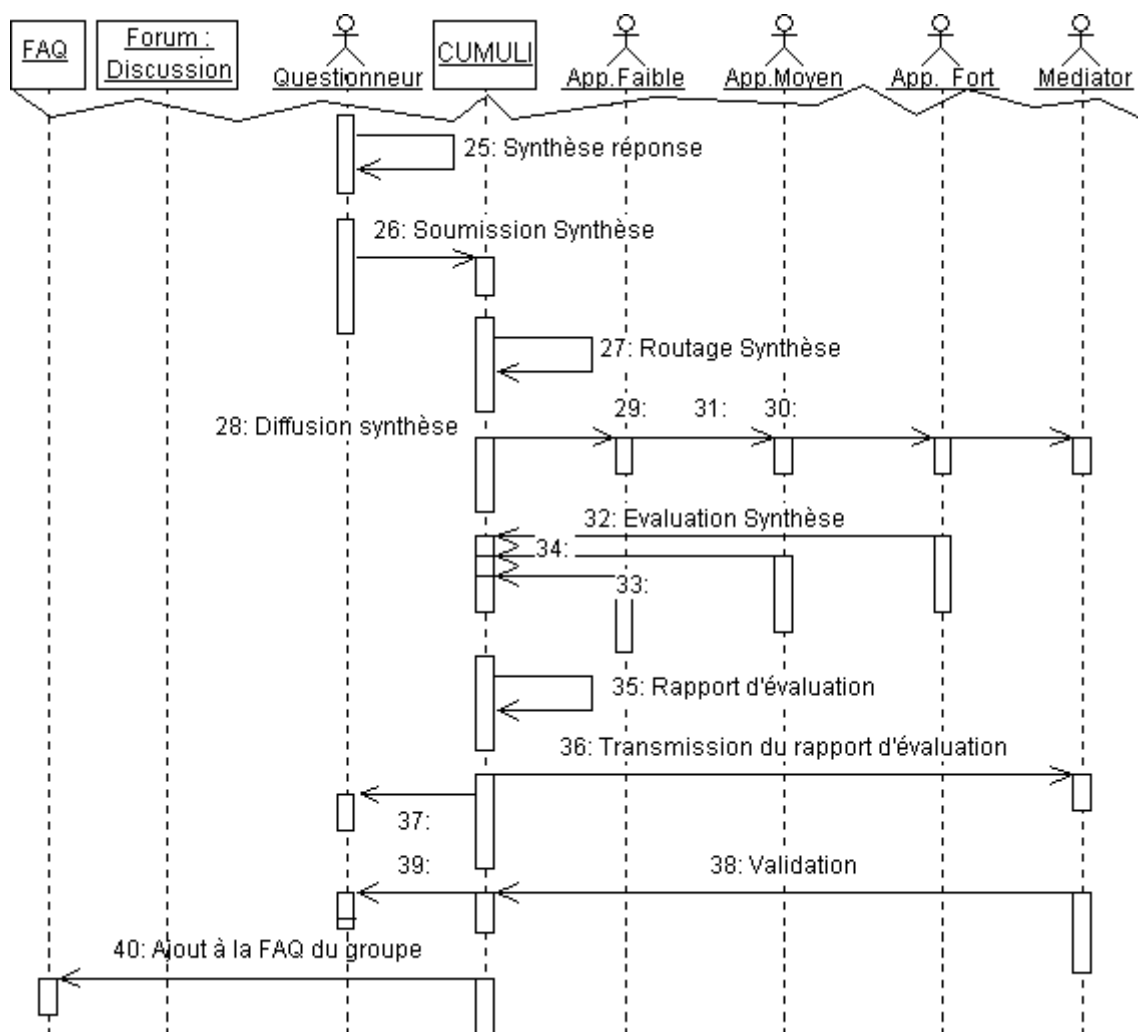 FAQ
Forum :
Discussion
Questionneur
CUMULI
App.Faible
App.Moyen
App. Fort
Mediator
25: Synthèse réponse
26: Soumission Synthèse
27: Routage Synthèse
28: Diffusion synthèse
29:
31:
30:
32: Evaluation Synthèse
34:
33:
35: Rapport d'évaluation
36: Transmission du rapport d'évaluation
37:
39:
38: Validation
40: Ajout à la FAQ du groupe